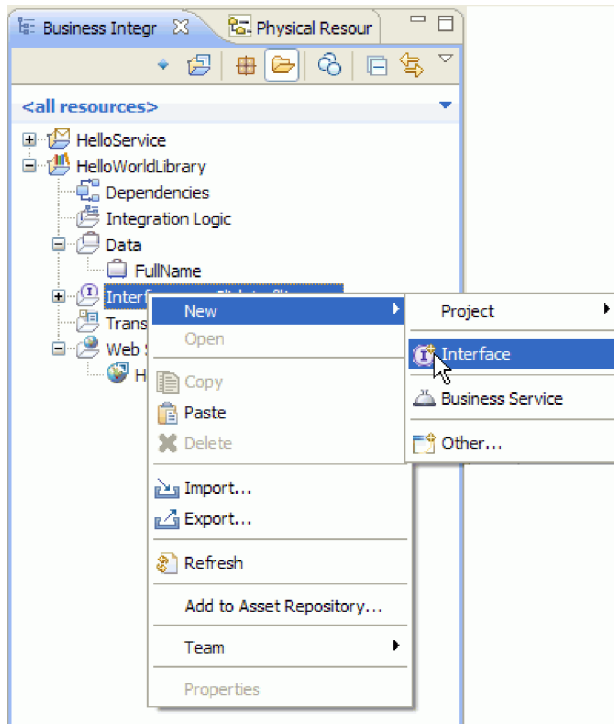 Business Integr
Physical Resour
<all resources>
HelloService
HelloWorldLibrary
Dependencies
Integration Logic
Data
FullName
Interf
Trans
Web
H
New
Open
Copy
Paste
Delete
Import...
Export...
Refresh
Add to Asset Repository...
Team
Properties
Project
Interface
Business Service
Other...